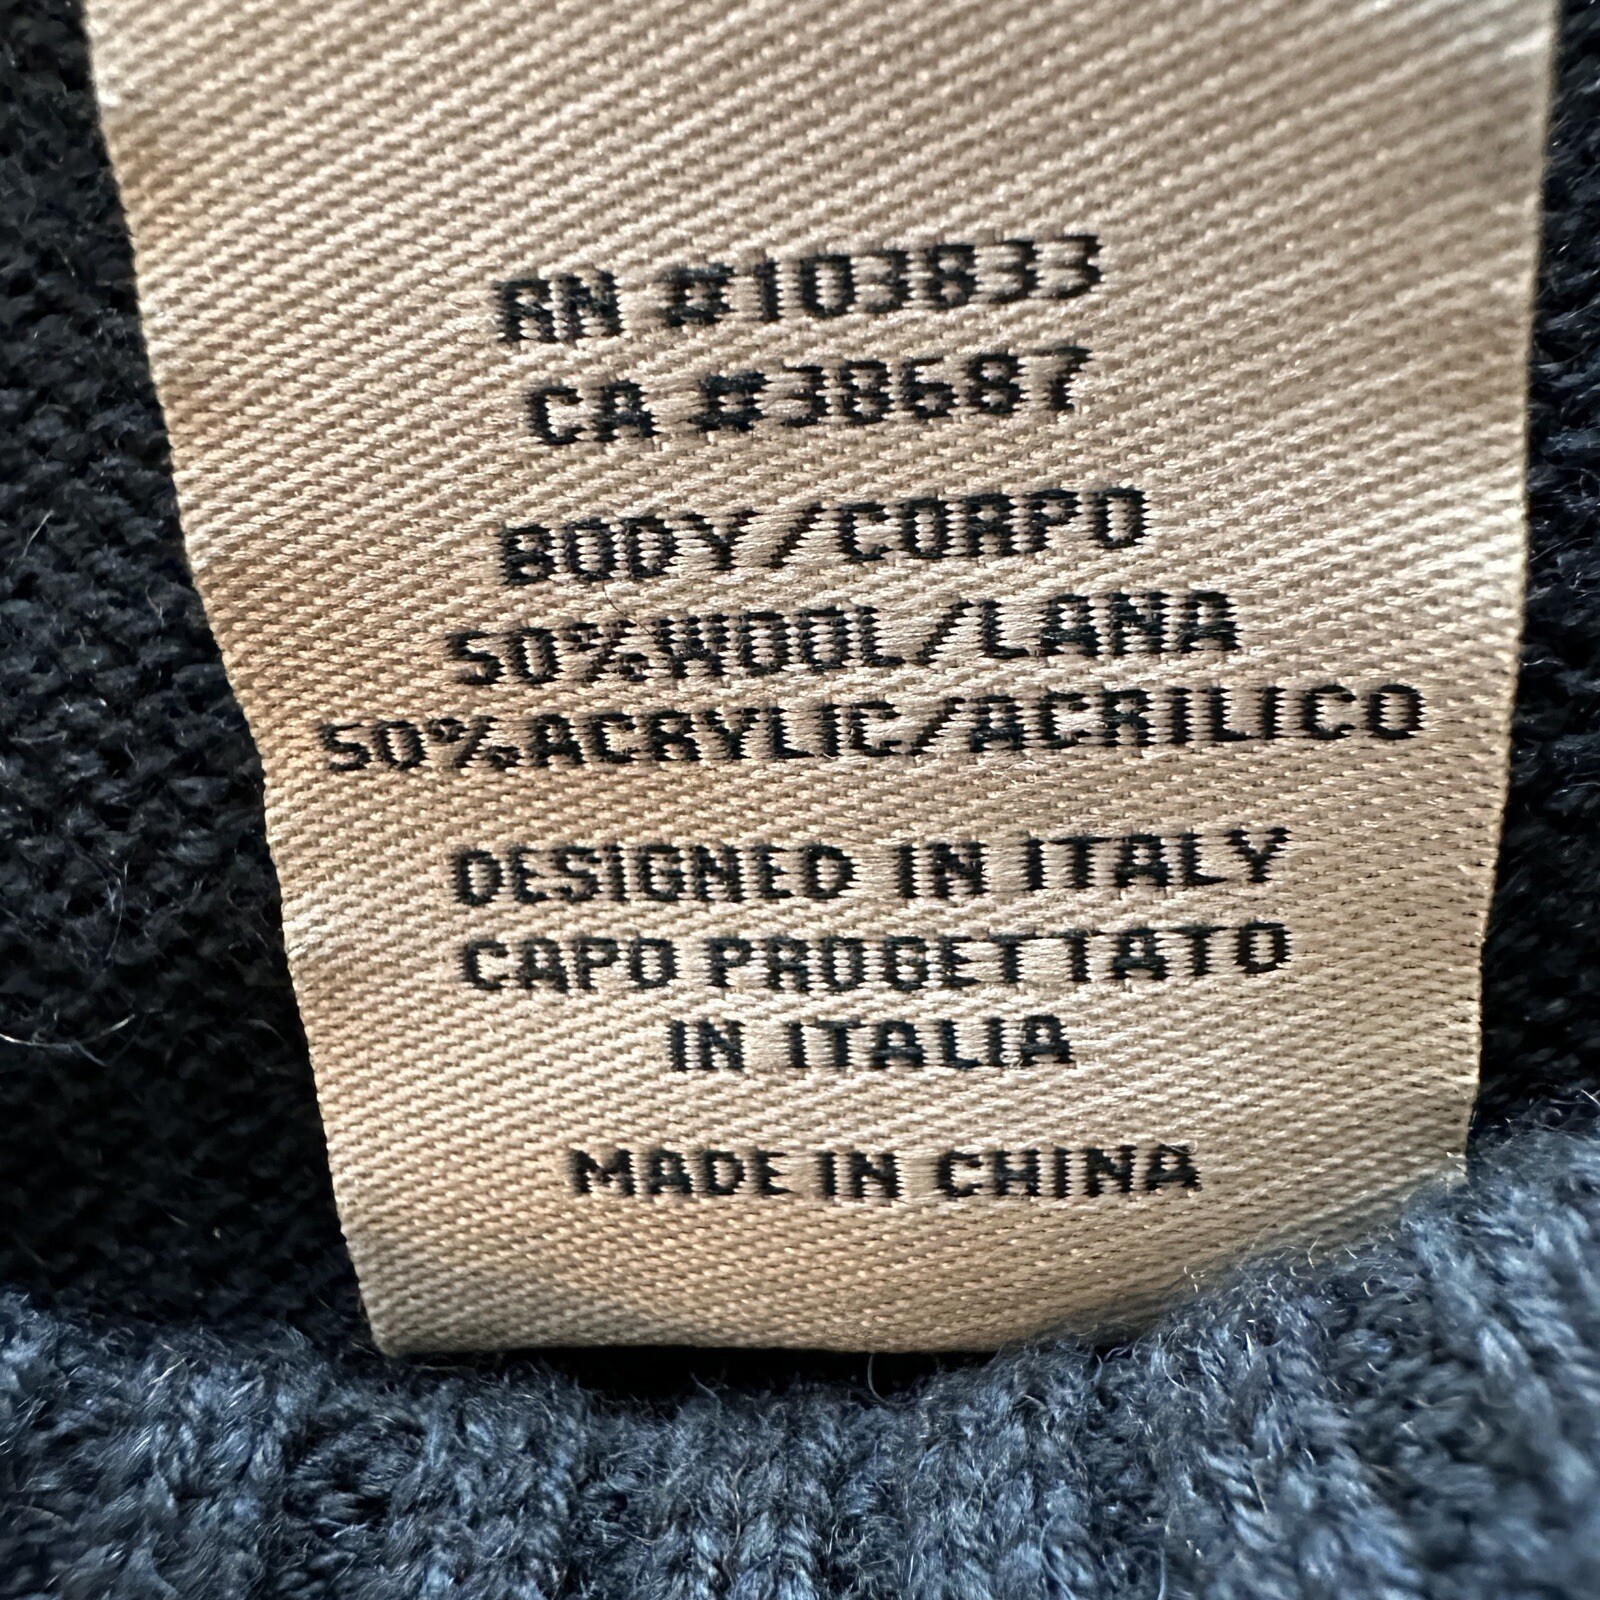 RN #103833
CA #38687
BODY/CORPO
50%WOOL/LANA
50%ACRYLIC/ACRILICO
DESIGNED IN ITALY
CAPO PROGETTATO
IN ITALIA
MADE IN CHINA